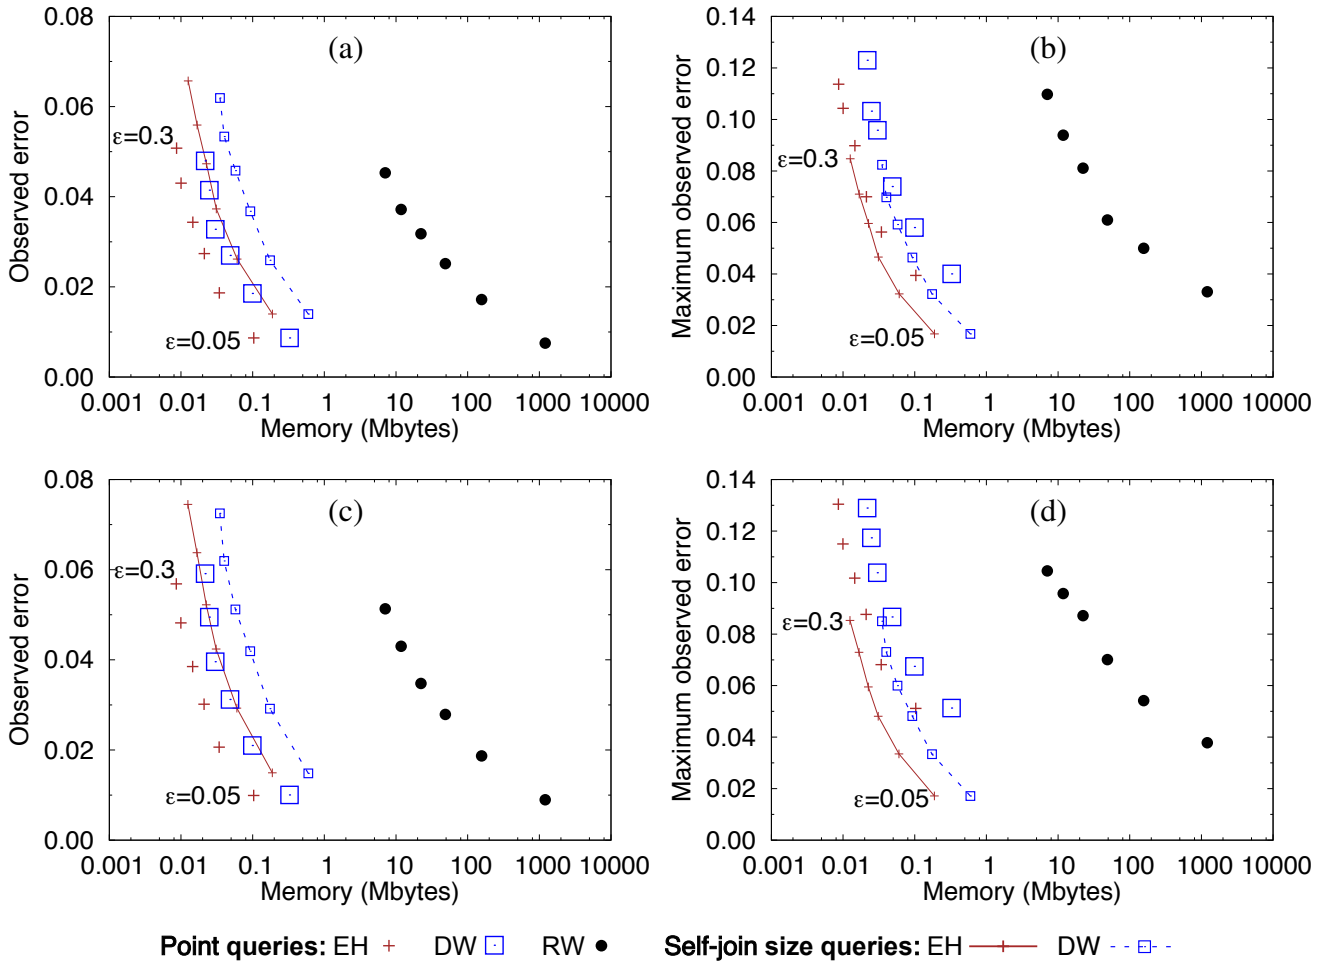 (a)
0.08
0.06
0.04
0.02
0.00
Observed error
ε=0.3
ε=0.05
0.001 0.01 0.1 1 10 100 1000 10000
Memory (Mbytes)
(b)
0.14
0.12
0.10
0.08
0.06
0.04
0.02
0.00
Maximum observed error
ε=0.3
ε=0.05
0.001 0.01 0.1 1 10 100 1000 10000
Memory (Mbytes)
(c)
0.08
0.06
0.04
0.02
0.00
Observed error
ε=0.3
ε=0.05
0.001 0.01 0.1 1 10 100 1000 10000
Memory (Mbytes)
(d)
0.14
0.12
0.10
0.08
0.06
0.04
0.02
0.00
Maximum observed error
ε=0.3
ε=0.05
0.001 0.01 0.1 1 10 100 1000 10000
Memory (Mbytes)
Point queries: EH DW RW Self-join size queries: EH DW